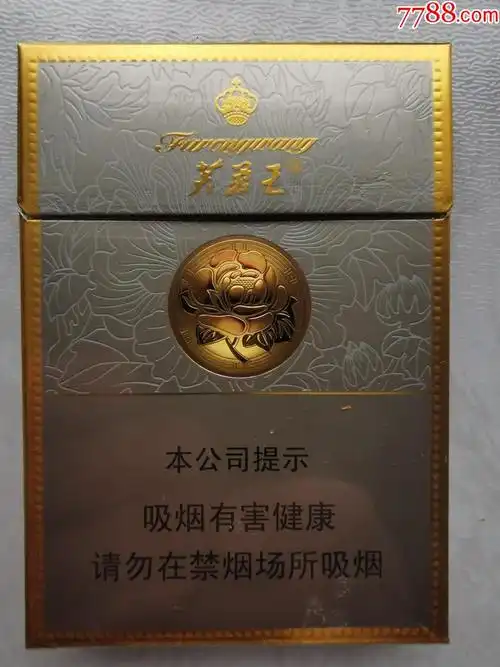 7788.com
Furongwang
芙蓉王
本公司提示
吸烟有害健康
请勿在禁烟场所吸烟